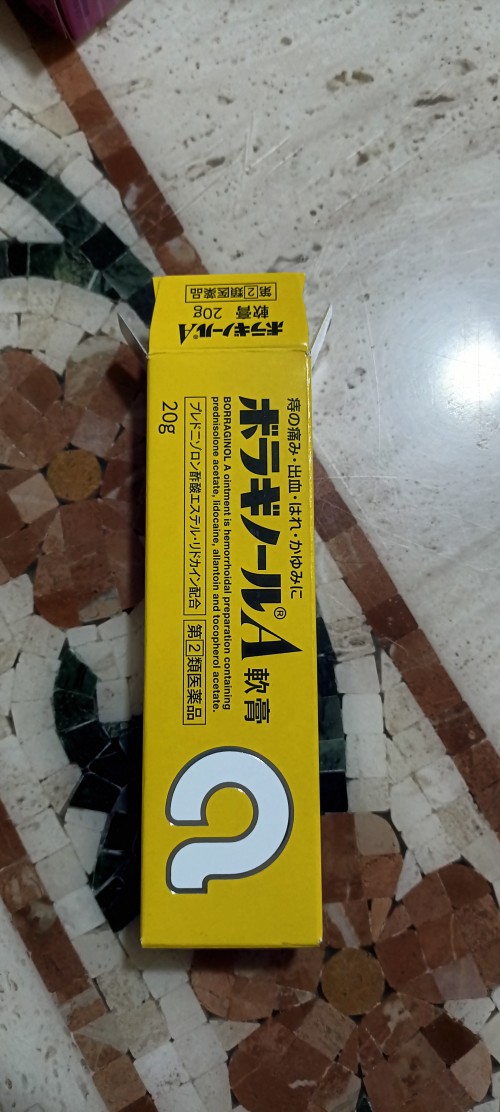 痔の痛み・出血・はれ・かゆみに
ボラギノール®A 軟膏
BORRAGINOL A ointment is hemorrhoidal preparation containing
prednisolone acetate, lidocaine, allantoin and tocopherol acetate.
プレドニゾロン酢酸エステル・リドカイン配合 第②類医薬品
20g
ボラギノール®A
軟膏 20g
第②類医薬品